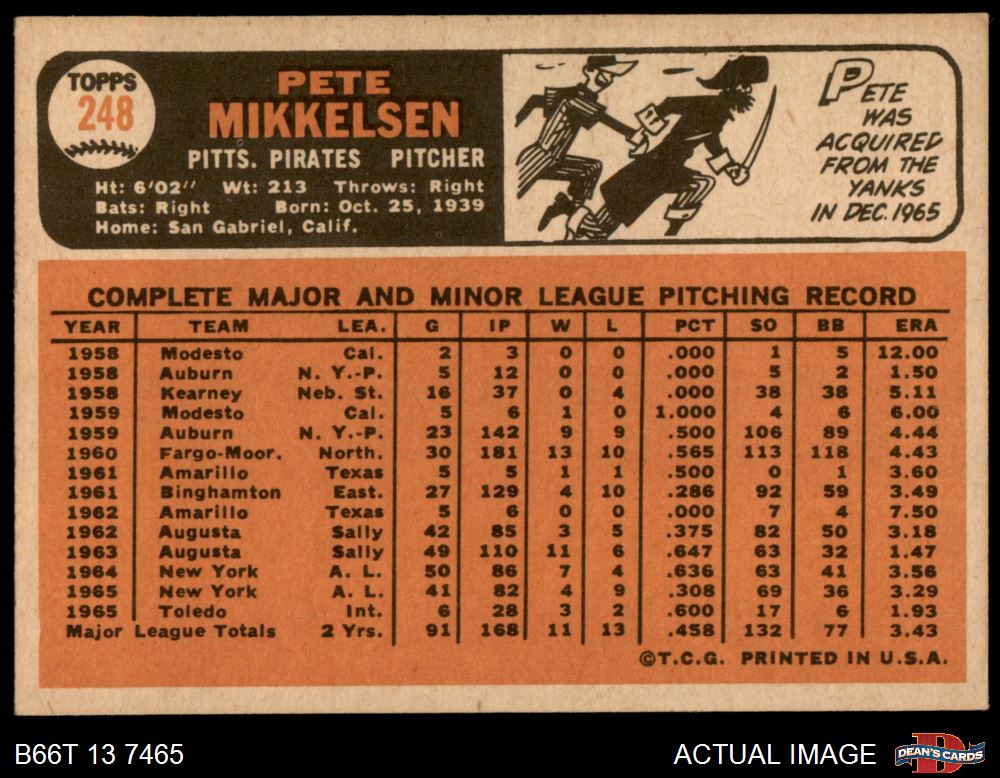 TOPPS
248
PETE
MIKKELSEN
PITTS. PIRATES PITCHER
Ht: 6'02" Wt: 213 Throws: Right
Bats: Right Born: Oct. 25, 1939
Home: San Gabriel, Calif.
PETE
WAS
ACQUIRED
FROM THE
YANKS
IN DEC. 1965
COMPLETE MAJOR AND MINOR LEAGUE PITCHING RECORD
YEAR TEAM LEA. G IP W L PCT SO BB ERA
1958 Modesto Cal. 2 3 0 0 .000 1 5 12.00
1958 Auburn N. Y.-P. 5 12 0 0 .000 5 2 1.50
1958 Kearney Neb. St. 16 37 0 4 .000 38 38 5.11
1959 Modesto Cal. 5 6 1 0 1.000 4 6 6.00
1959 Auburn N. Y.-P. 23 142 9 9 .500 106 89 4.44
1960 Fargo-Moor. North. 30 181 13 10 .565 113 118 4.43
1961 Amarillo Texas 5 5 1 1 .500 0 1 3.60
1961 Binghamton East. 27 129 4 10 .286 92 59 3.49
1962 Amarillo Texas 5 6 0 0 .000 7 4 7.50
1962 Augusta Sally 42 85 3 5 .375 82 50 3.18
1963 Augusta Sally 49 110 11 6 .647 63 32 1.47
1964 New York A. L. 50 86 7 4 .636 63 41 3.56
1965 New York A. L. 41 82 4 9 .308 69 36 3.29
1965 Toledo Int. 6 28 3 2 .600 17 6 1.93
Major League Totals 2 Yrs. 91 168 11 13 .458 132 77 3.43
©T.C.G. PRINTED IN U.S.A.
B66T 13 7465
ACTUAL IMAGE
DEAN'S CARDS